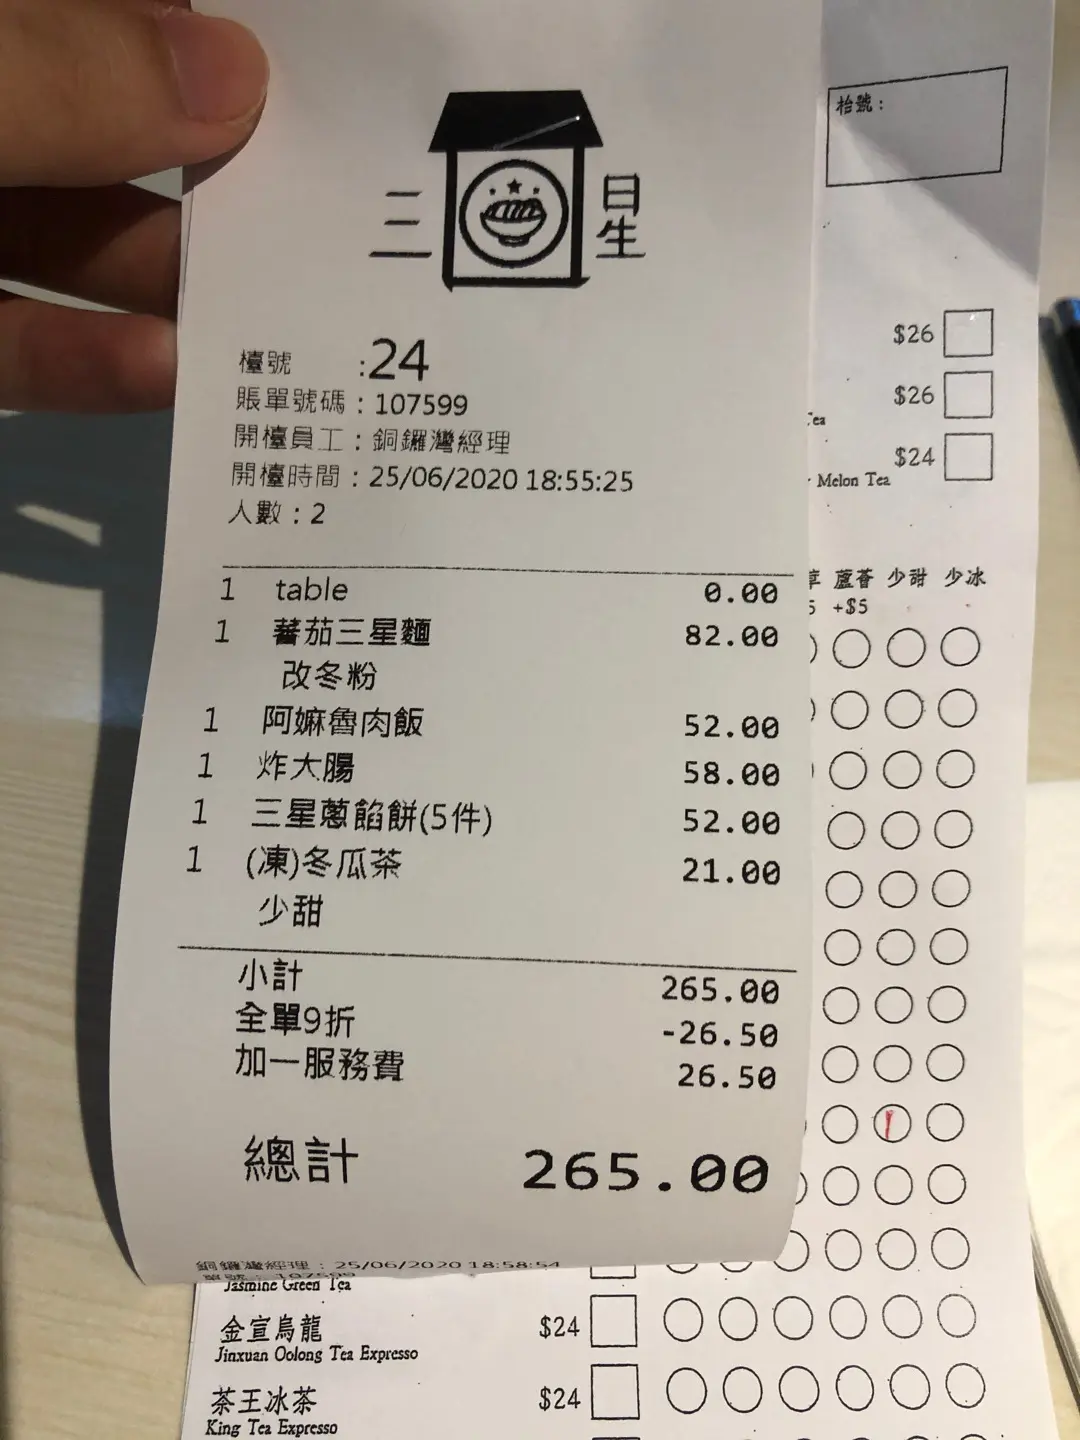 三日生
檯號 :24
賬單號碼 : 107599
開檯員工 : 銅鑼灣經理
開檯時間 : 25/06/2020 18:55:25
人數 : 2
1 table 0.00
1 蕃茄三星麵 82.00
改冬粉
1 阿嫲魯肉飯 52.00
1 炸大腸 58.00
1 三星蔥餡餅(5件) 52.00
1 (凍)冬瓜茶 21.00
少甜
小計 265.00
全單9折 -26.50
加一服務費 26.50
總計 265.00
銅鑼灣經理 : 25/06/2020 18:58:54
單號 : 107599
枱號 :
$26
$26
Tea
$24
Melon Tea
蘆薈 少甜 少冰
+$5
Jasmine Green Tea
金宣烏龍 $24
Jinxuan Oolong Tea Expresso
茶王冰茶 $24
King Tea Expresso